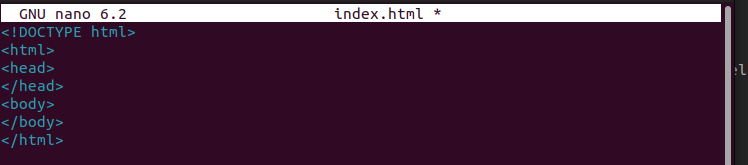 GNU nano 6.2 index.html *
<!DOCTYPE html>
<html>
<head>
</head>
<body>
</body>
</html>